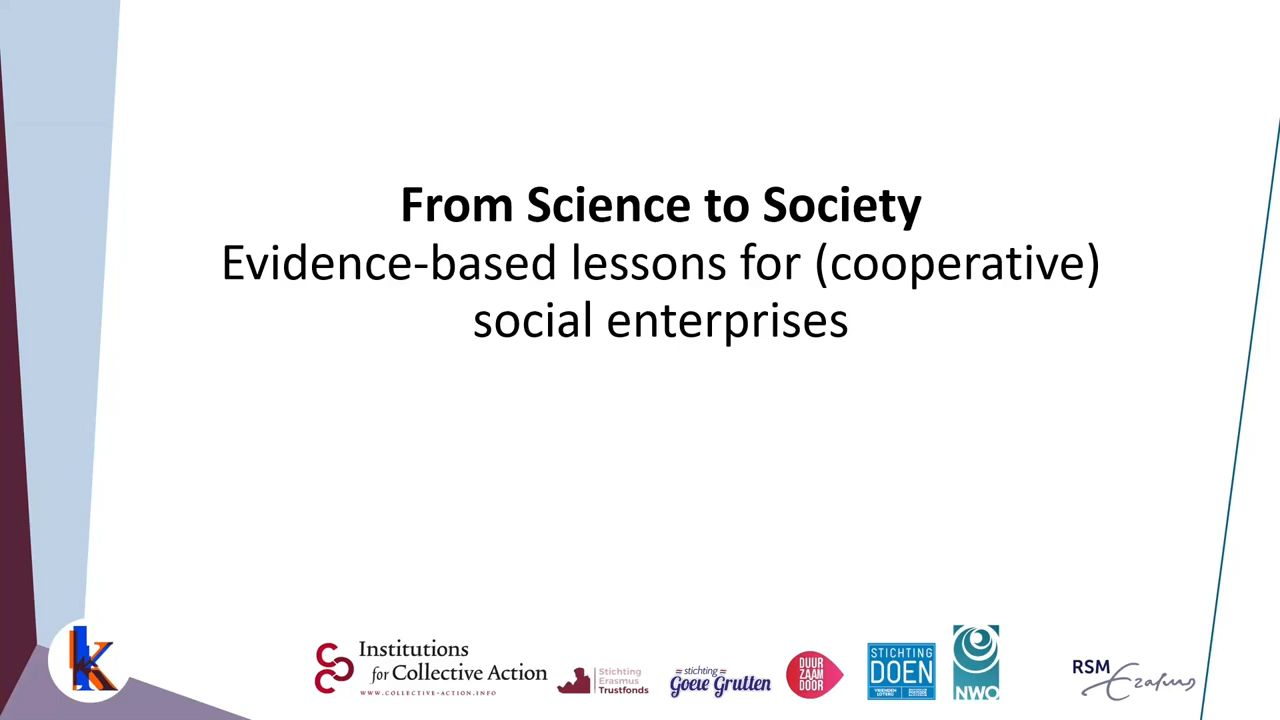 From Science to Society
Evidence-based lessons for (cooperative)
social enterprises
Institutions
for Collective Action
WWW.COLLECTIVE-ACTION.INFO
Stichting
Erasmus
Trustfonds
stichting
Goeie Grutten
DUUR
ZAAM
DOOR
STICHTING
DOEN
NWO
RSM
Erasmus